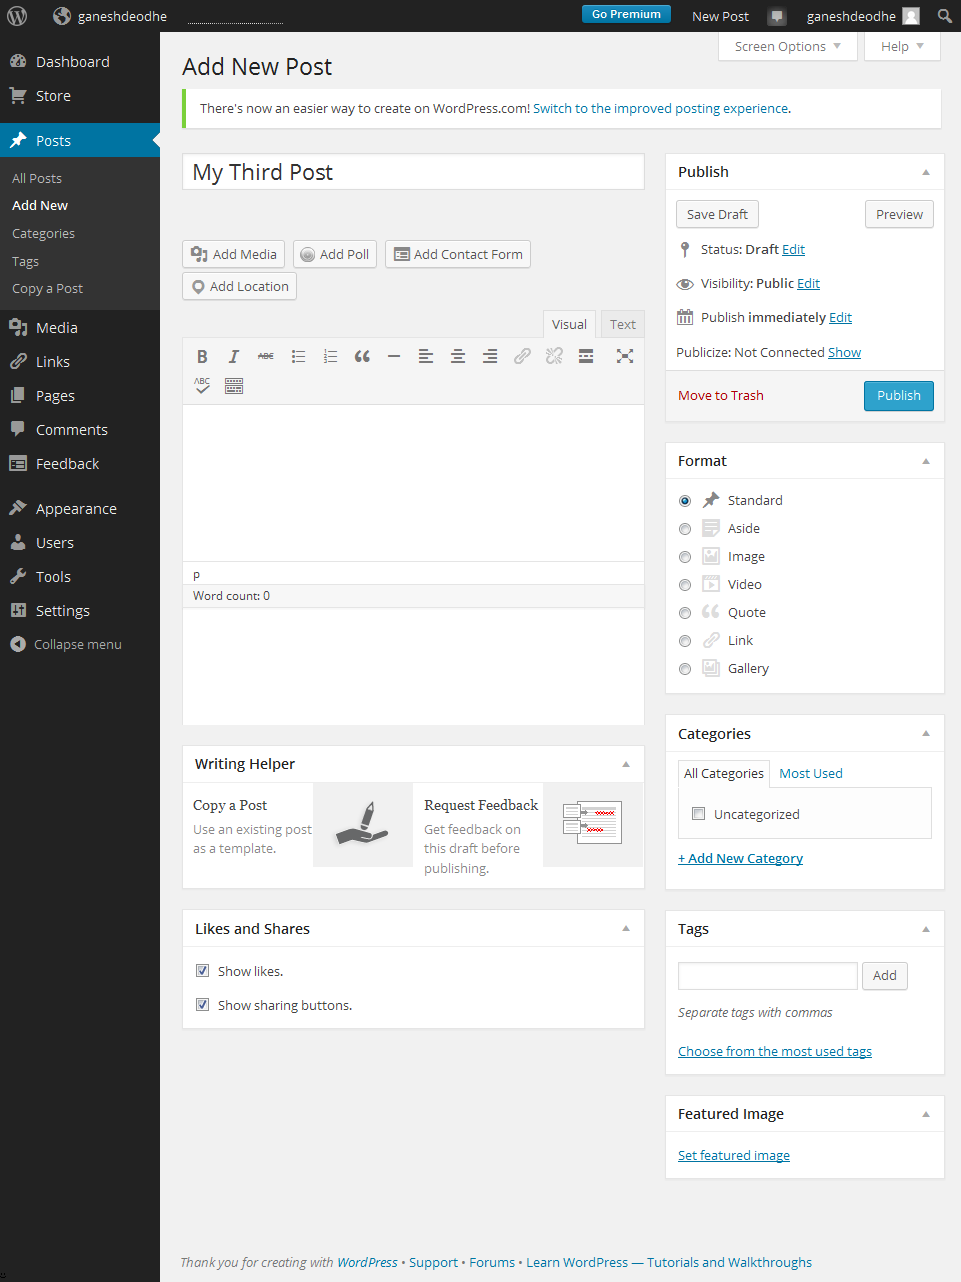 ganeshdeodhe
Go Premium
New Post
ganeshdeodhe
Dashboard
Store
Posts
All Posts
Add New
Categories
Tags
Copy a Post
Media
Links
Pages
Comments
Feedback
Appearance
Users
Tools
Settings
Collapse menu
Screen Options
Help
Add New Post
There's now an easier way to create on WordPress.com! Switch to the improved posting experience.
My Third Post
Add Media
Add Poll
Add Contact Form
Add Location
Visual
Text
B
I
ABC
ABC
p
Word count: 0
Writing Helper
Copy a Post
Use an existing post
as a template.
Request Feedback
Get feedback on
this draft before
publishing.
Likes and Shares
Show likes.
Show sharing buttons.
Publish
Save Draft
Preview
Status: Draft Edit
Visibility: Public Edit
Publish immediately Edit
Publicize: Not Connected Show
Move to Trash
Publish
Format
Standard
Aside
Image
Video
Quote
Link
Gallery
Categories
All Categories
Most Used
Uncategorized
+ Add New Category
Tags
Add
Separate tags with commas
Choose from the most used tags
Featured Image
Set featured image
Thank you for creating with WordPress • Support • Forums • Learn WordPress — Tutorials and Walkthroughs